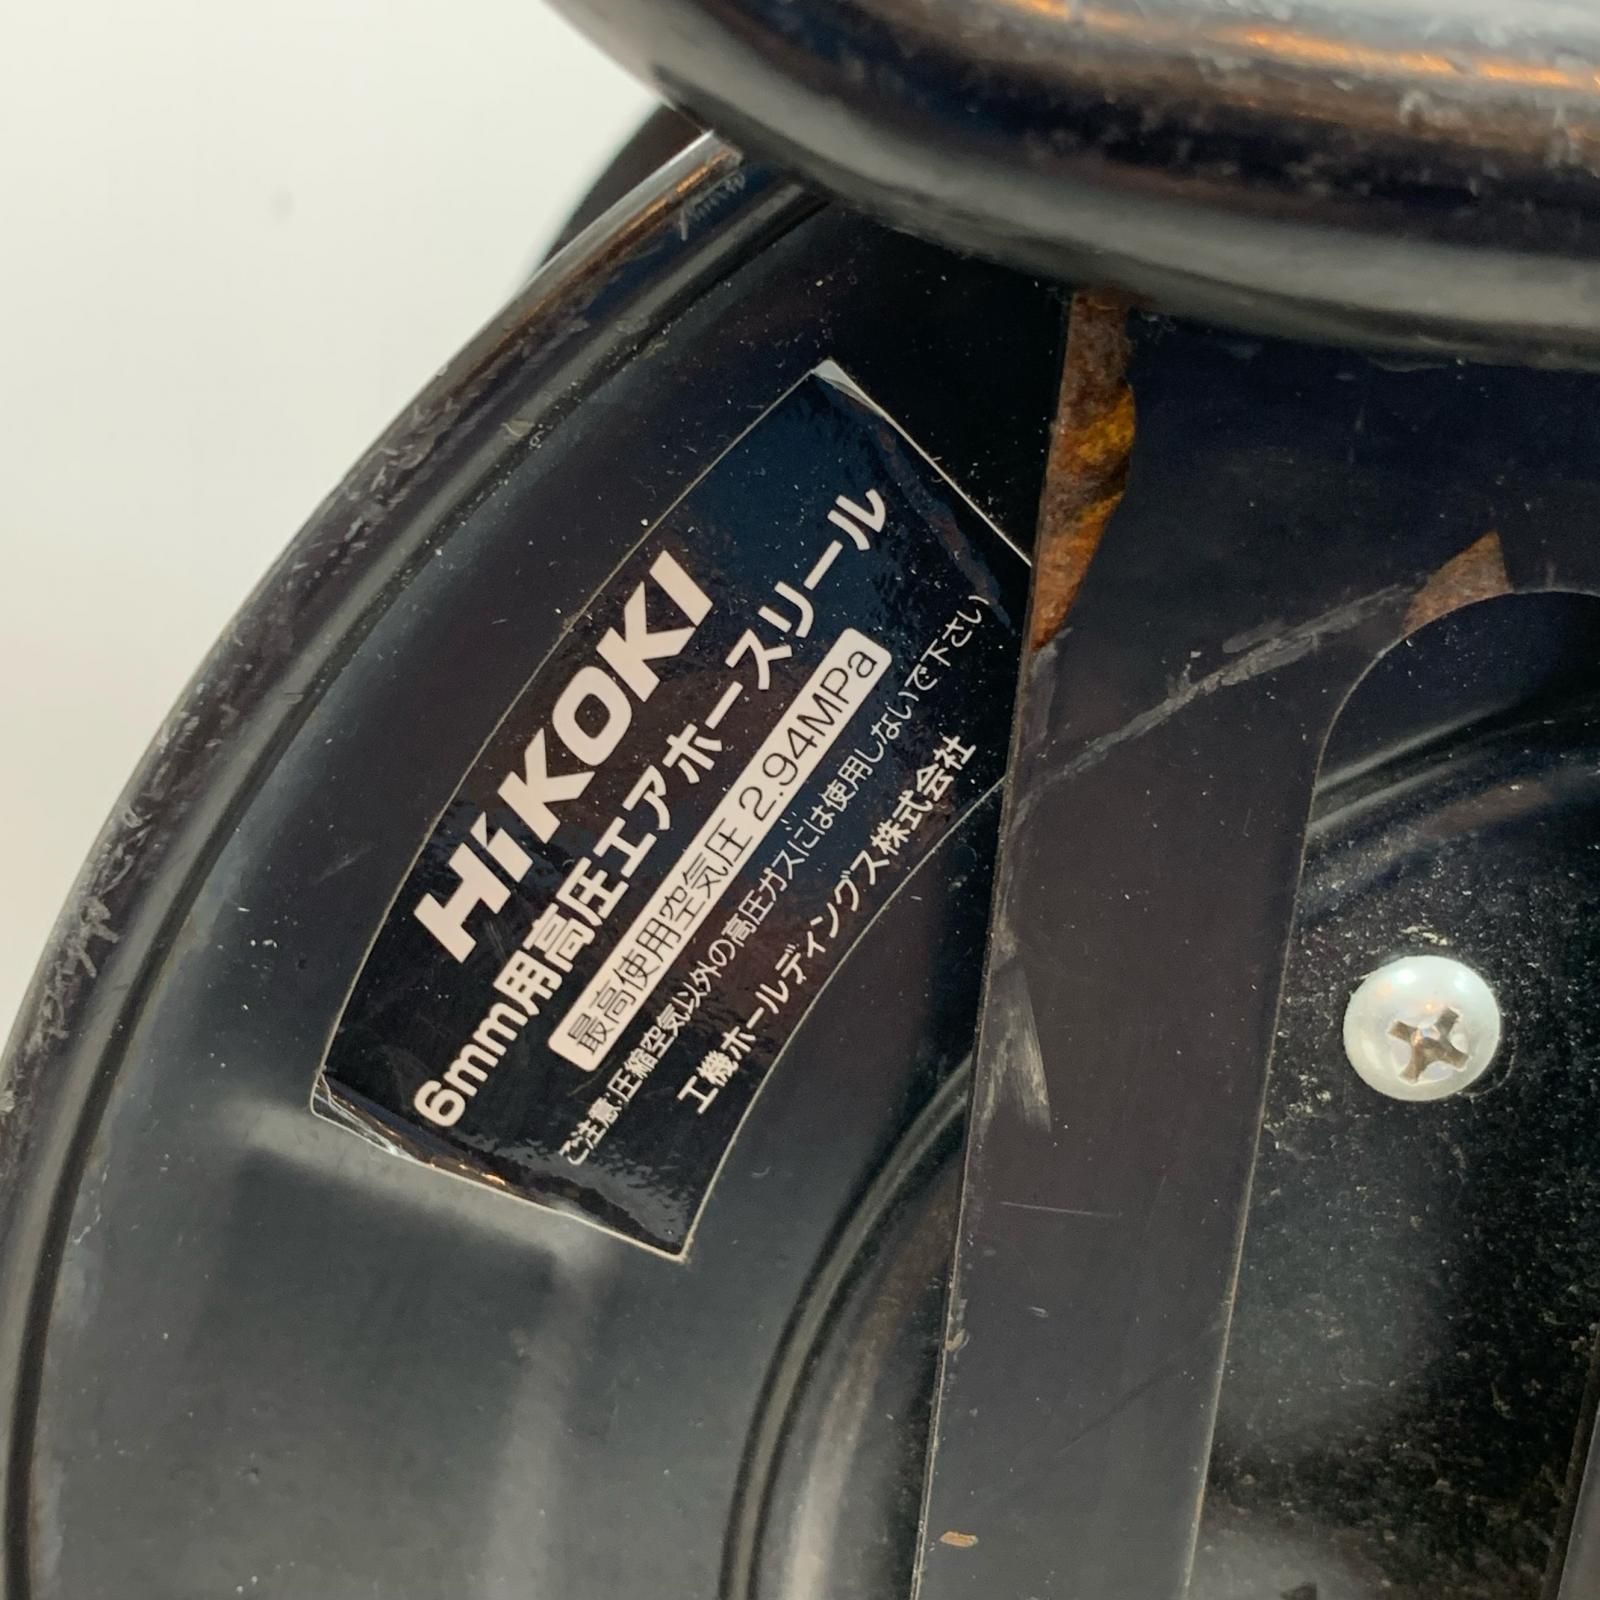 HiKOKI
6mm用高圧エアホースリール
最高使用空気圧 2.94MPa
ご注意:圧縮空気以外の高圧ガスには使用しないで下さい
工機ホールディングス株式会社